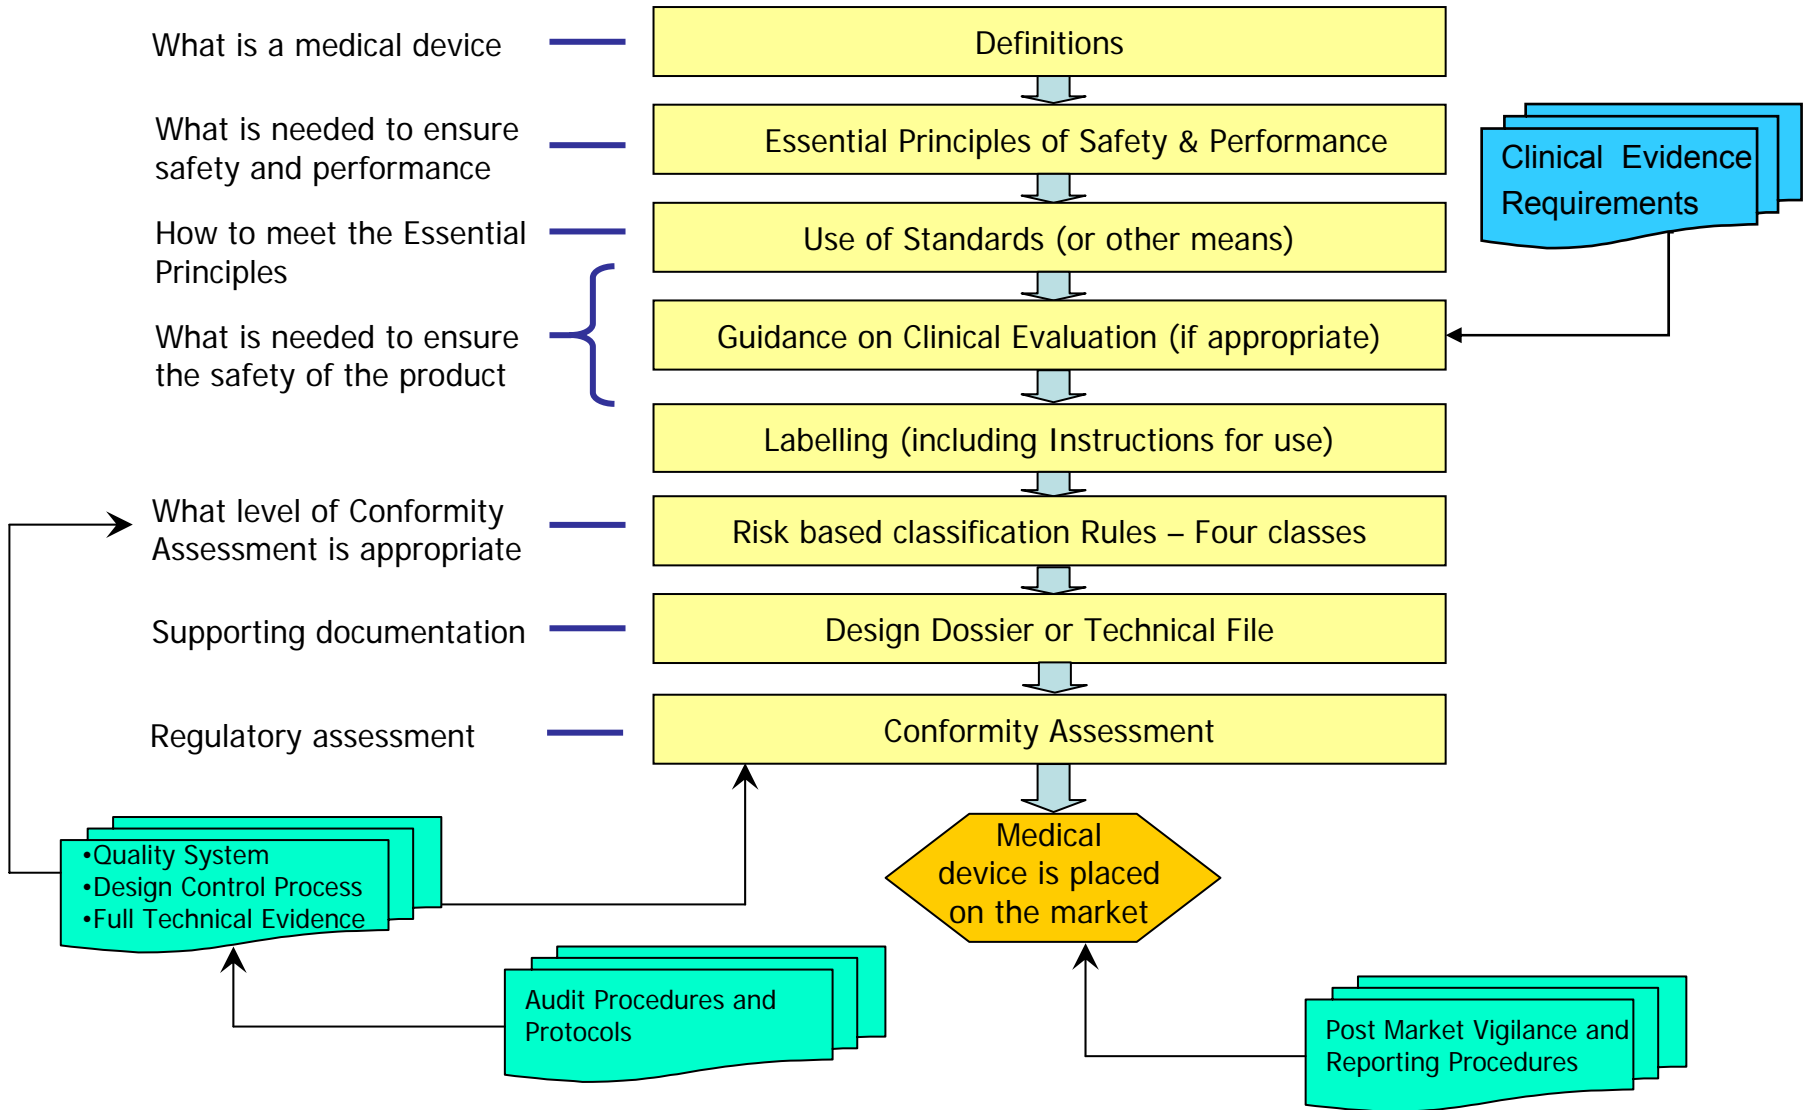 What is a medical device
Definitions
What is needed to ensure
safety and performance
Essential Principles of Safety & Performance
Clinical Evidence
Requirements
How to meet the Essential
Principles
Use of Standards (or other means)
What is needed to ensure
the safety of the product
Guidance on Clinical Evaluation (if appropriate)
Labelling (including Instructions for use)
What level of Conformity
Assessment is appropriate
Risk based classification Rules – Four classes
Supporting documentation
Design Dossier or Technical File
Regulatory assessment
Conformity Assessment
•Quality System
•Design Control Process
•Full Technical Evidence
Medical
device is placed
on the market
Audit Procedures and
Protocols
Post Market Vigilance and
Reporting Procedures